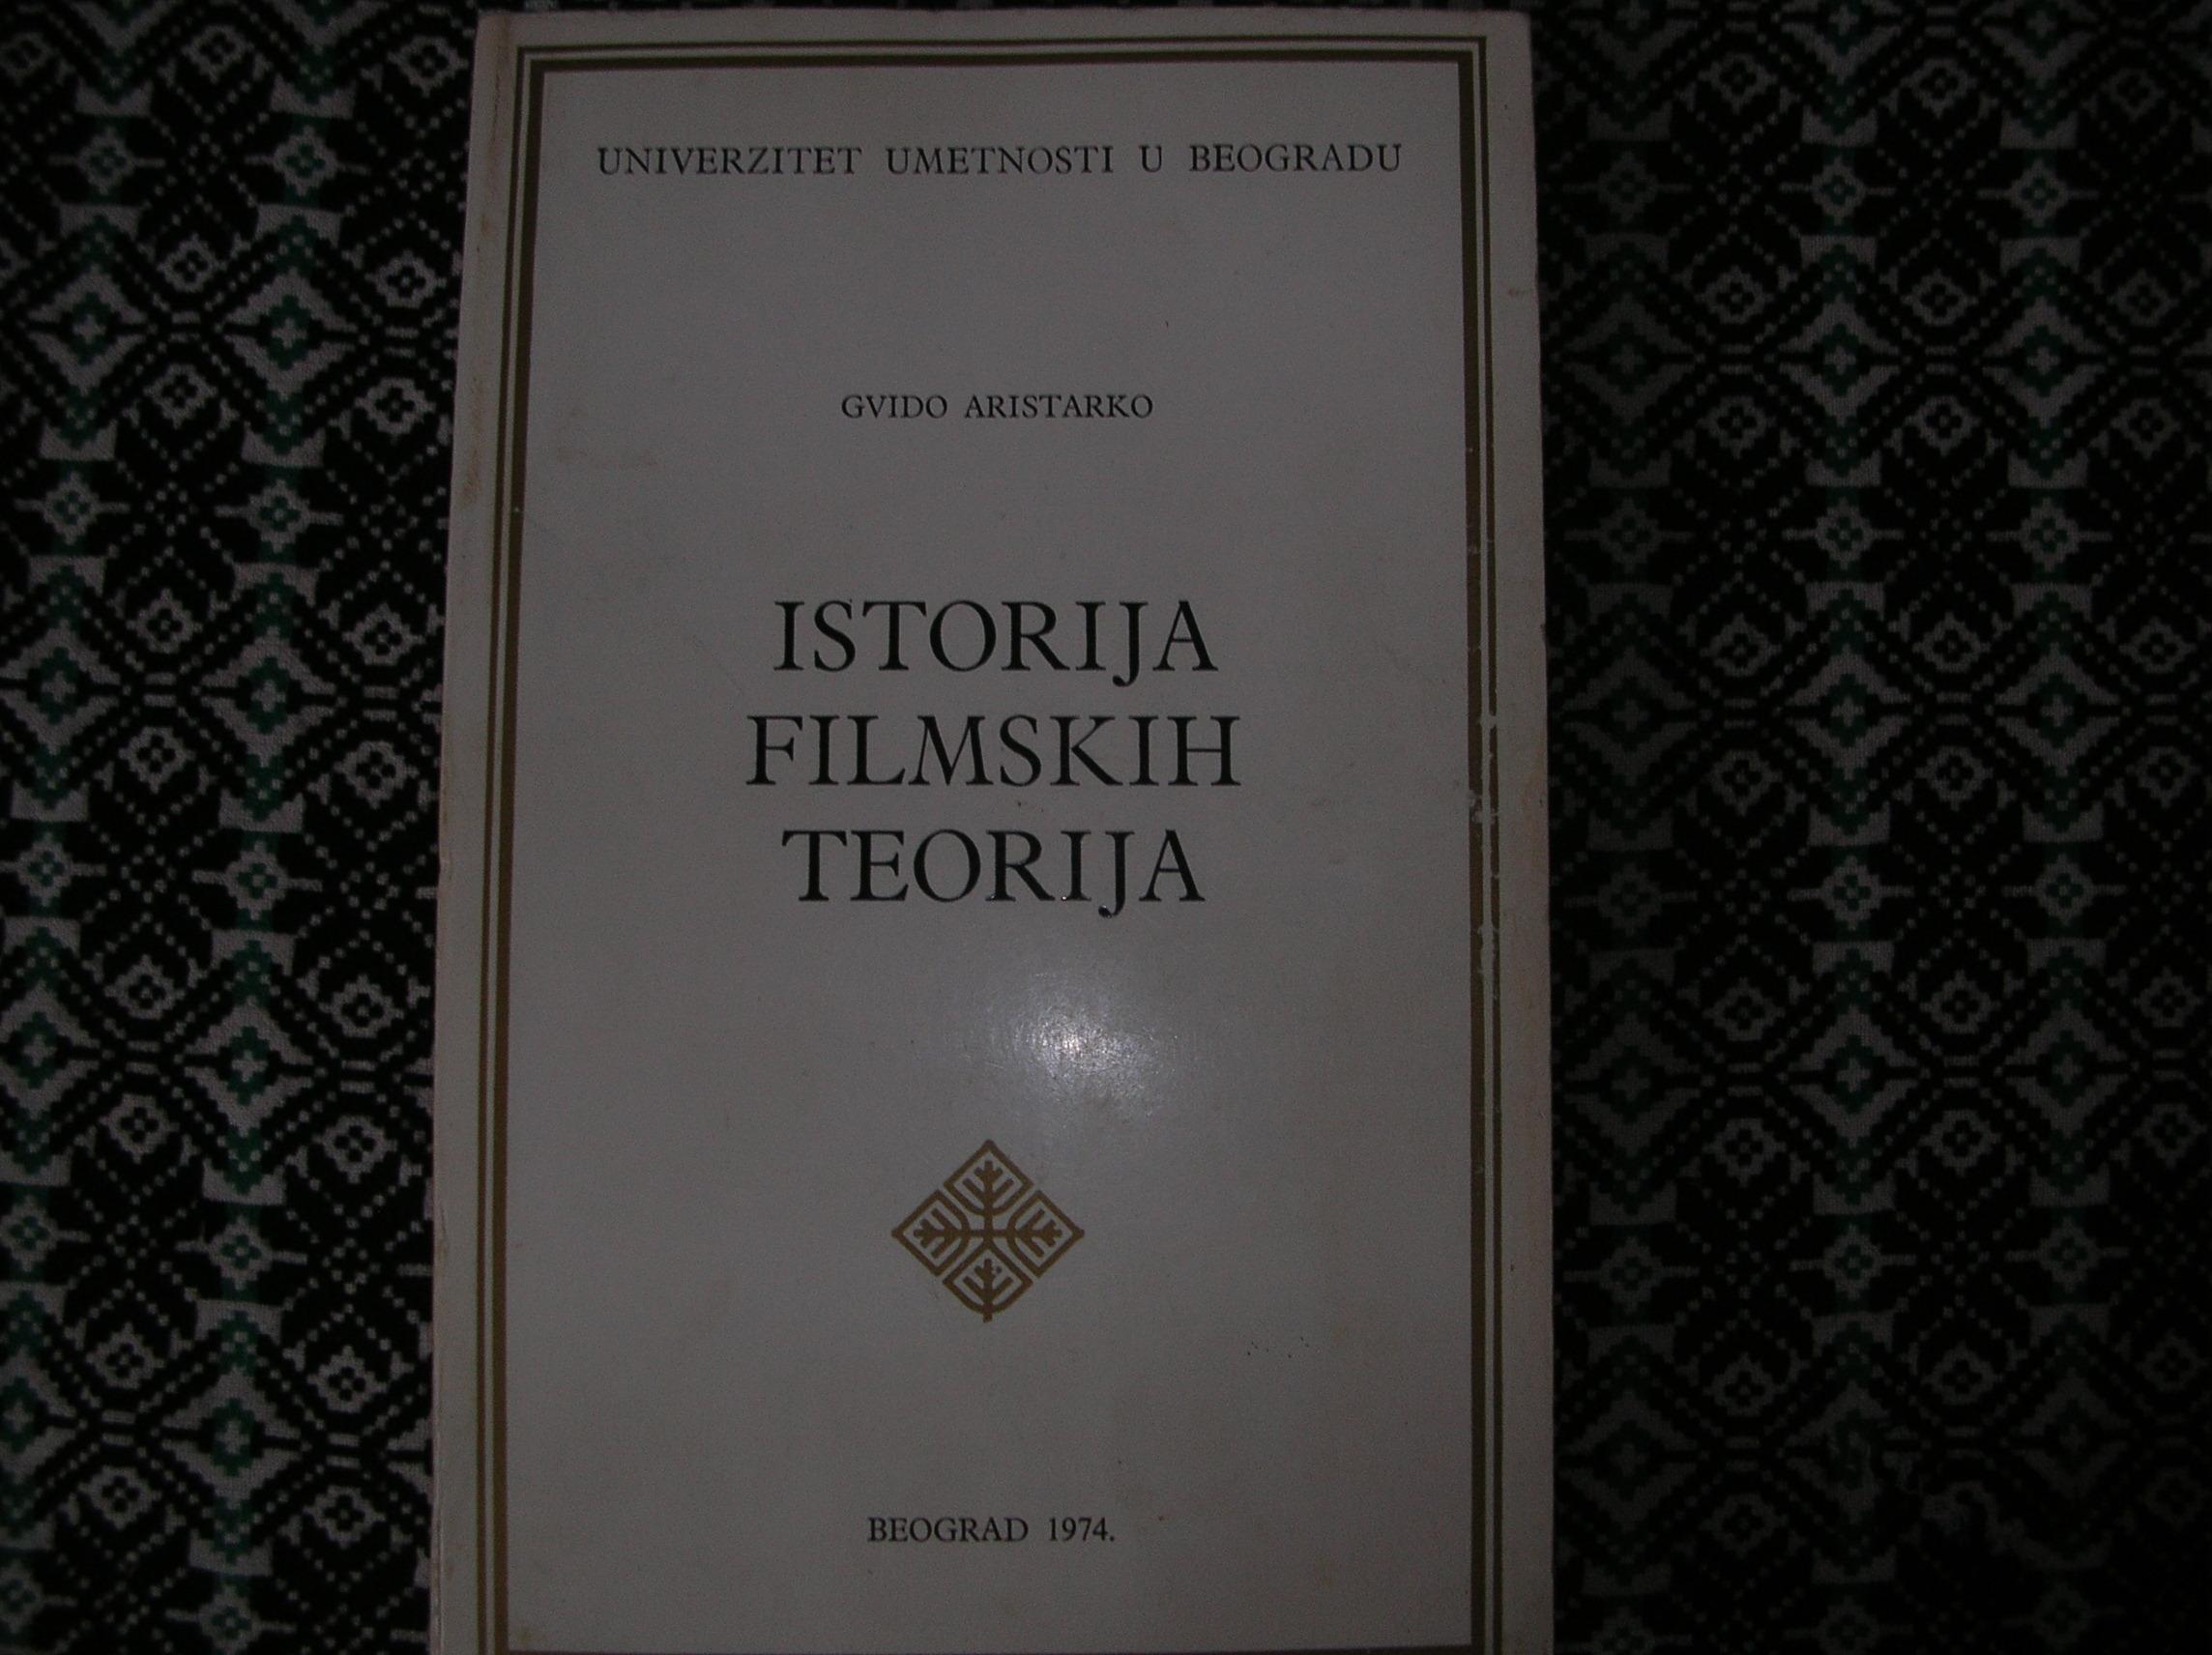 UNIVERZITET UMETNOSTI U BEOGRADU
GVIDO ARISTARKO
ISTORIJA
FILMSKIH
TEORIJA
BEOGRAD 1974.